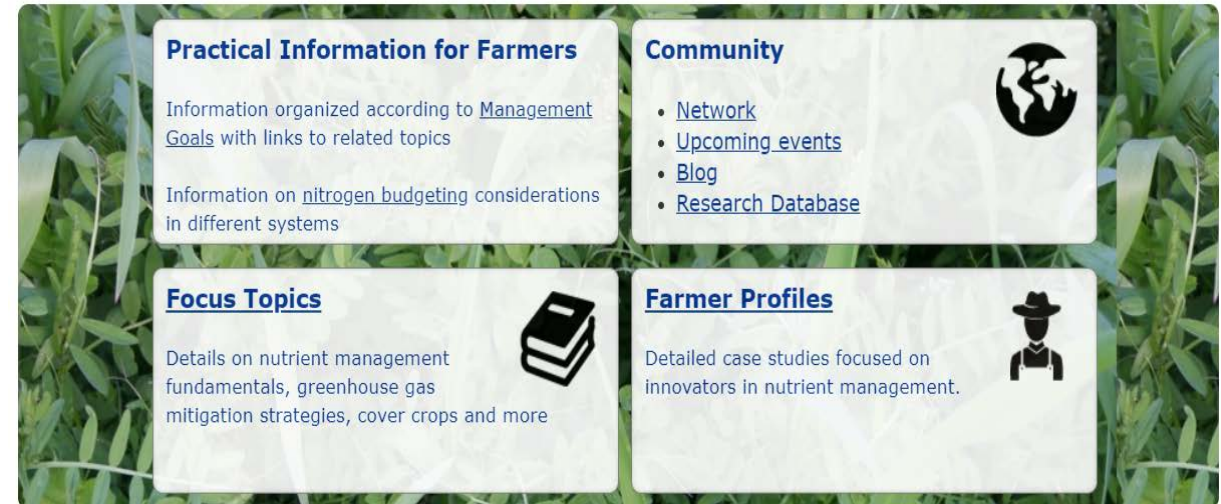 Practical Information for Farmers
Information organized according to Management
Goals with links to related topics
Information on nitrogen budgeting considerations
in different systems
Community
• Network
• Upcoming events
• Blog
• Research Database
Focus Topics
Details on nutrient management
fundamentals, greenhouse gas
mitigation strategies, cover crops and more
Farmer Profiles
Detailed case studies focused on
innovators in nutrient management.